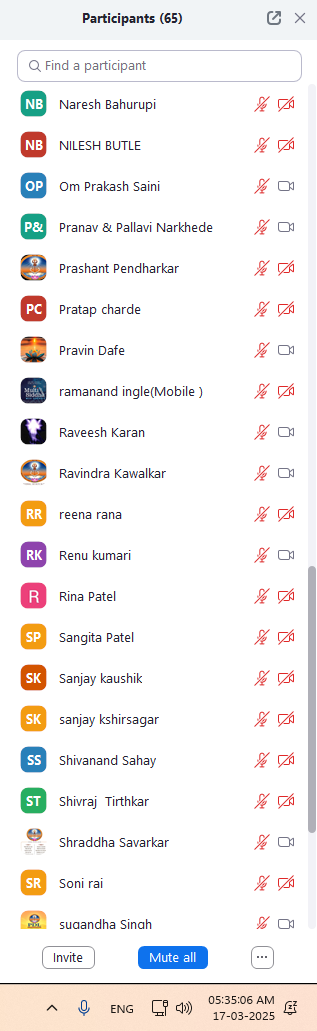 Participants (65)
Find a participant
NB Naresh Bahurupi
NB NILESH BUTLE
OP Om Prakash Saini
P& Pranav & Pallavi Narkhede
Prashant Pendharkar
PC Pratap charde
Pravin Dafe
ramanand ingle(Mobile )
Raveesh Karan
Ravindra Kawalkar
RR reena rana
RK Renu kumari
R Rina Patel
SP Sangita Patel
SK Sanjay kaushik
SK sanjay kshirsagar
SS Shivanand Sahay
ST Shivraj  Tirthkar
Shraddha Savarkar
SR Soni rai
sugandha Singh
Invite Mute all ...
ENG 05:35:06 AM
17-03-2025